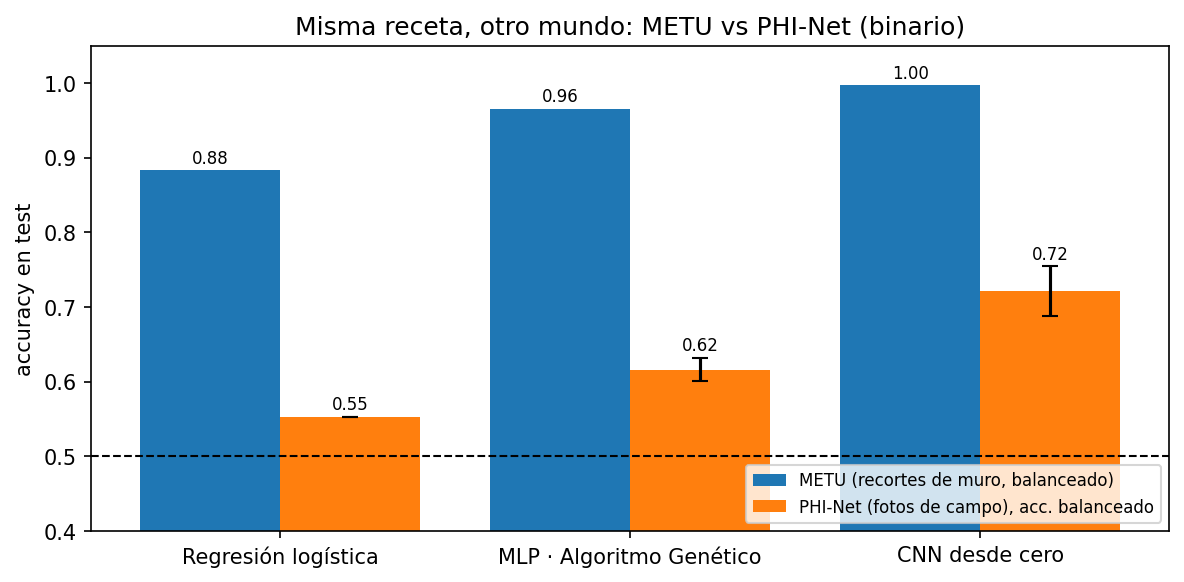 Misma receta, otro mundo: METU vs PHI-Net (binario)
accuracy en test
1.0
0.9
0.8
0.7
0.6
0.5
0.4
0.88
0.55
0.96
0.62
1.00
0.72
METU (recortes de muro, balanceado)
PHI-Net (fotos de campo), acc. balanceado
Regresión logística
MLP · Algoritmo Genético
CNN desde cero